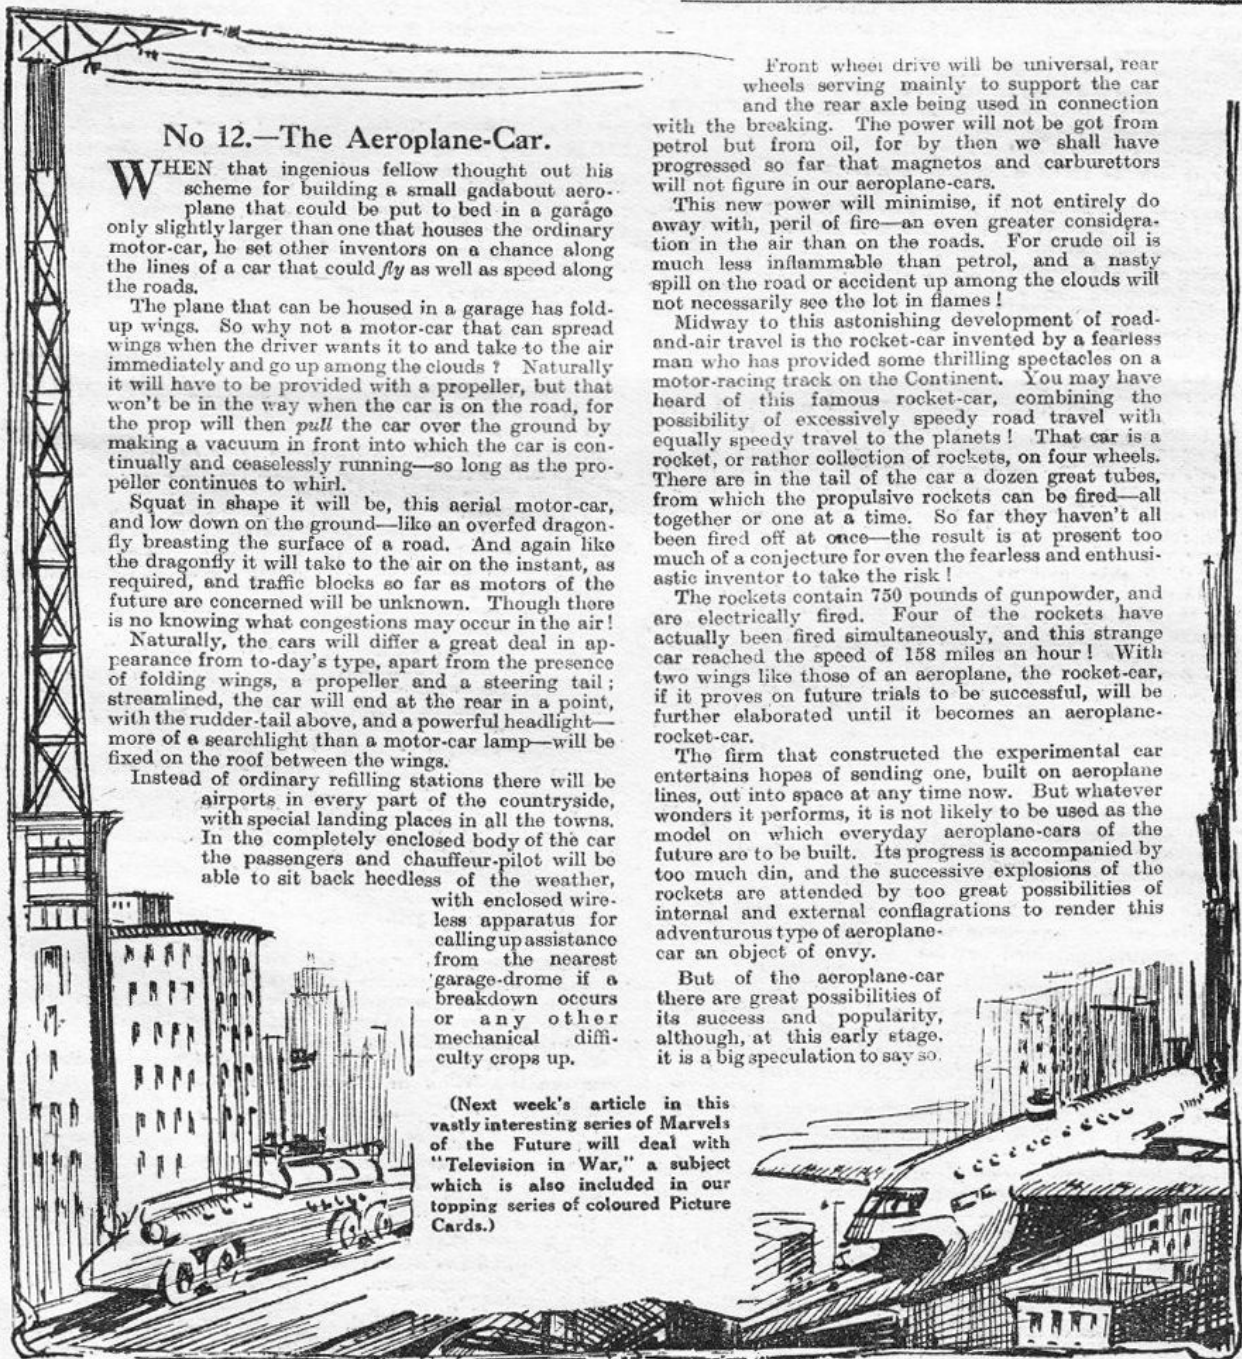 No 12.—The Aeroplane-Car.
WHEN that ingenious fellow thought out his
scheme for building a small gadabout aero-
plane that could be put to bed in a garage
only slightly larger than one that houses the ordinary
motor-car, he set other inventors on a chance along
the lines of a car that could fly as well as speed along
the roads.
The plane that can be housed in a garage has fold-
up wings. So why not a motor-car that can spread
wings when the driver wants it to and take to the air
immediately and go up among the clouds ? Naturally
it will have to be provided with a propeller, but that
won't be in the way when the car is on the road, for
the prop will then pull the car over the ground by
making a vacuum in front into which the car is con-
tinually and ceaselessly running—so long as the pro-
peller continues to whirl.
Squat in shape it will be, this aerial motor-car,
and low down on the ground—like an overfed dragon-
fly breasting the surface of a road. And again like
the dragonfly it will take to the air on the instant, as
required, and traffic blocks so far as motors of the
future are concerned will be unknown. Though there
is no knowing what congestions may occur in the air!
Naturally, the cars will differ a great deal in ap-
pearance from to-day's type, apart from the presence
of folding wings, a propeller and a steering tail ;
streamlined, the car will end at the rear in a point,
with the rudder-tail above, and a powerful headlight—
more of a searchlight than a motor-car lamp—will be
fixed on the roof between the wings.
Instead of ordinary refilling stations there will be
airports in every part of the countryside,
with special landing places in all the towns.
In the completely enclosed body of the car
the passengers and chauffeur-pilot will be
able to sit back heedless of the weather,
with enclosed wire-
less apparatus for
calling up assistance
from the nearest
garage-drome if a
breakdown occurs
or any other
mechanical diffi-
culty crops up.
Front wheel drive will be universal, rear
wheels serving mainly to support the car
and the rear axle being used in connection
with the breaking. The power will not be got from
petrol but from oil, for by then we shall have
progressed so far that magnetos and carburettors
will not figure in our aeroplane-cars.
This new power will minimise, if not entirely do
away with, peril of fire—an even greater considera-
tion in the air than on the roads. For crude oil is
much less inflammable than petrol, and a nasty
spill on the road or accident up among the clouds will
not necessarily see the lot in flames !
Midway to this astonishing development of road-
and-air travel is the rocket-car invented by a fearless
man who has provided some thrilling spectacles on a
motor-racing track on the Continent. You may have
heard of this famous rocket-car, combining the
possibility of excessively speedy road travel with
equally speedy travel to the planets ! That car is a
rocket, or rather collection of rockets, on four wheels.
There are in the tail of the car a dozen great tubes,
from which the propulsive rockets can be fired—all
together or one at a time. So far they haven't all
been fired off at once—the result is at present too
much of a conjecture for even the fearless and enthusi-
astic inventor to take the risk !
The rockets contain 750 pounds of gunpowder, and
are electrically fired. Four of the rockets have
actually been fired simultaneously, and this strange
car reached the speed of 158 miles an hour ! With
two wings like those of an aeroplane, the rocket-car,
if it proves on future trials to be successful, will be
further elaborated until it becomes an aeroplane-
rocket-car.
The firm that constructed the experimental car
entertains hopes of sending one, built on aeroplane
lines, out into space at any time now. But whatever
wonders it performs, it is not likely to be used as the
model on which everyday aeroplane-cars of the
future are to be built. Its progress is accompanied by
too much din, and the successive explosions of the
rockets are attended by too great possibilities of
internal and external conflagrations to render this
adventurous type of aeroplane-
car an object of envy.
But of the aeroplane-car
there are great possibilities of
its success and popularity,
although, at this early stage,
it is a big speculation to say so.
(Next week's article in this
vastly interesting series of Marvels
of the Future will deal with
"Television in War," a subject
which is also included in our
topping series of coloured Picture
Cards.)